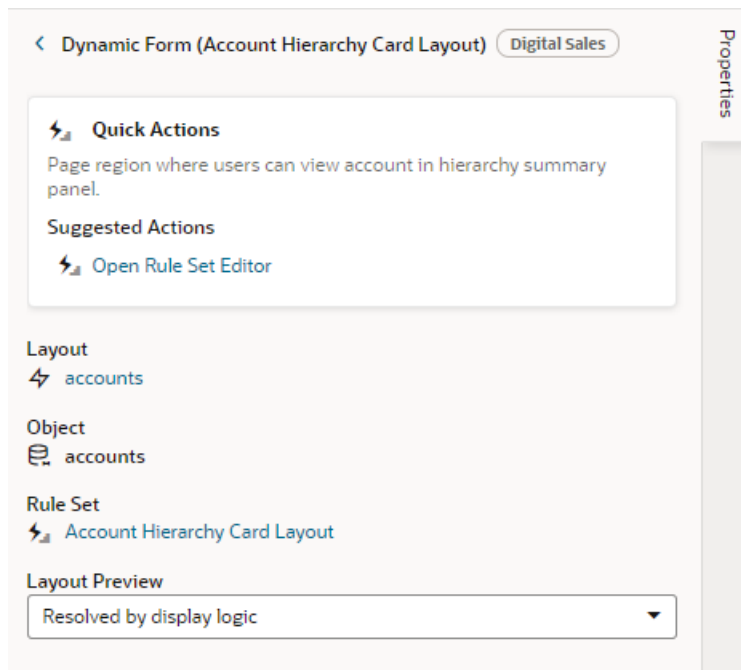 Dynamic Form (Account Hierarchy Card Layout) Digital Sales
Properties
Quick Actions
Page region where users can view account in hierarchy summary
panel.
Suggested Actions
Open Rule Set Editor
Layout
accounts
Object
accounts
Rule Set
Account Hierarchy Card Layout
Layout Preview
Resolved by display logic